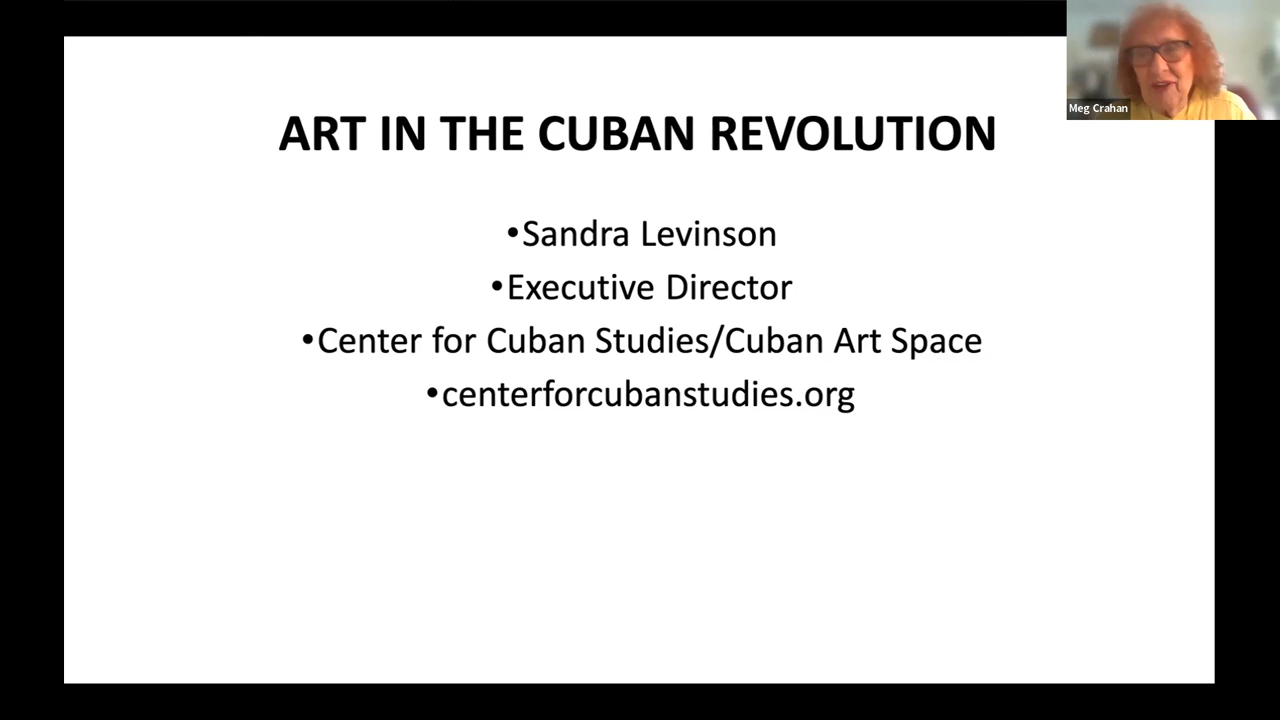 ART IN THE CUBAN REVOLUTION
•Sandra Levinson
•Executive Director
•Center for Cuban Studies/Cuban Art Space
•centerforcubanstudies.org
Meg Crahan